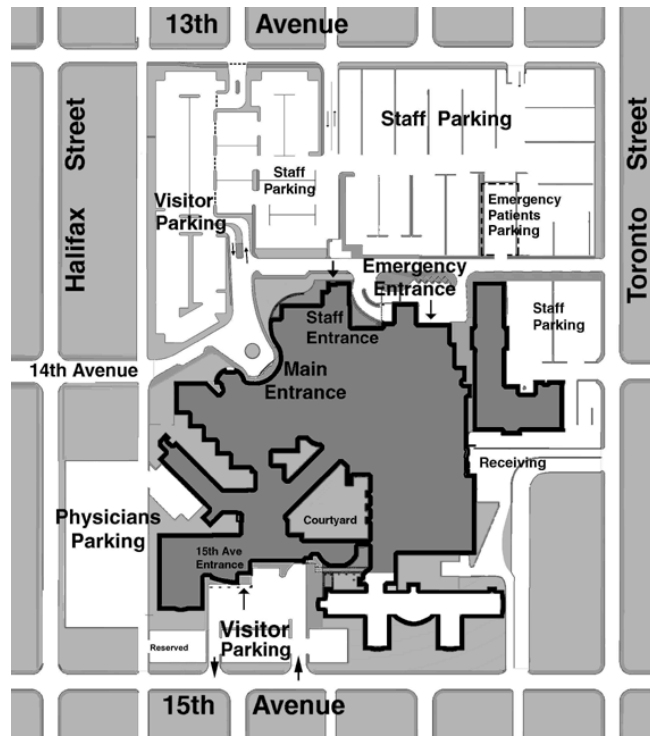 13th Avenue
Halifax Street
Toronto Street
Staff Parking
Staff
Parking
Visitor
Parking
Emergency
Patients
Parking
Emergency
Entrance
Staff
Parking
Staff
Entrance
Main
Entrance
14th Avenue
Receiving
Physicians
Parking
Courtyard
15th Ave
Entrance
Visitor
Parking
Reserved
15th Avenue